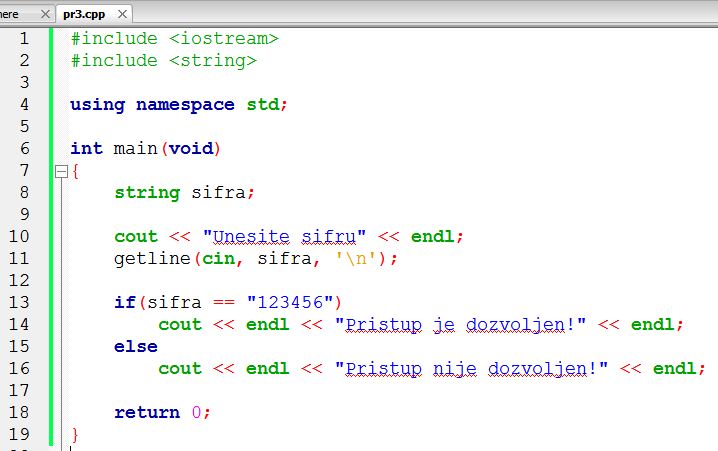 here pr3.cpp
1 #include <iostream>
2 #include <string>
3
4 using namespace std;
5
6 int main(void)
7 {
8 string sifra;
9
10 cout << "Unesite sifru" << endl;
11 getline(cin, sifra, '\n');
12
13 if(sifra == "123456")
14 cout << endl << "Pristup je dozvoljen!" << endl;
15 else
16 cout << endl << "Pristup nije dozvoljen!" << endl;
17
18 return 0;
19 }